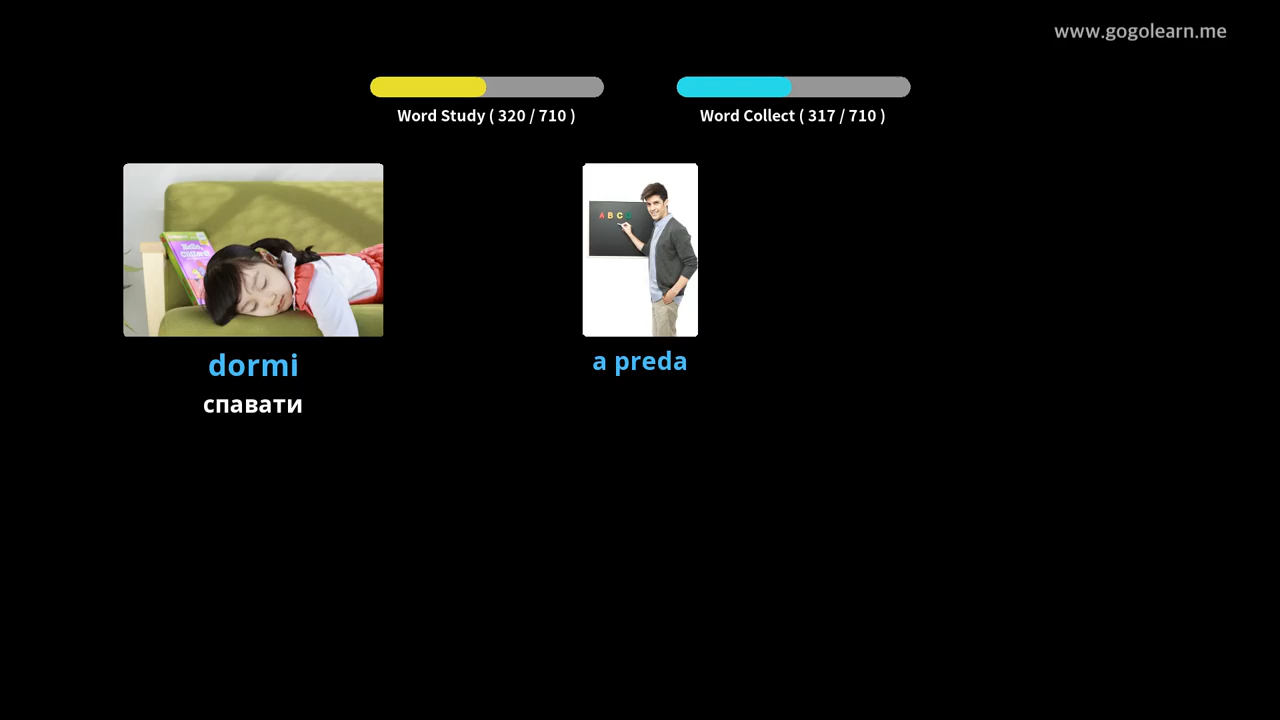 www.gogolearn.me
Word Study ( 320 / 710 )
Word Collect ( 317 / 710 )
A B C
dormi
a preda
спавати